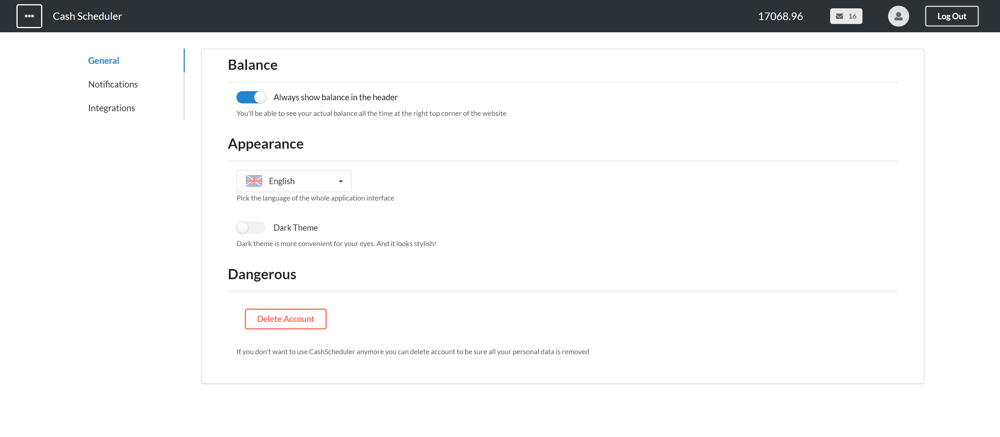 Cash Scheduler
17068.96
16
Log Out
General
Notifications
Integrations
Balance
Always show balance in the header
You'll be able to see your actual balance all the time at the right top corner of the website
Appearance
English
Pick the language of the whole application interface
Dark Theme
Dark theme is more convenient for your eyes. And it looks stylish!
Dangerous
Delete Account
If you don't want to use CashScheduler anymore you can delete account to be sure all your personal data is removed